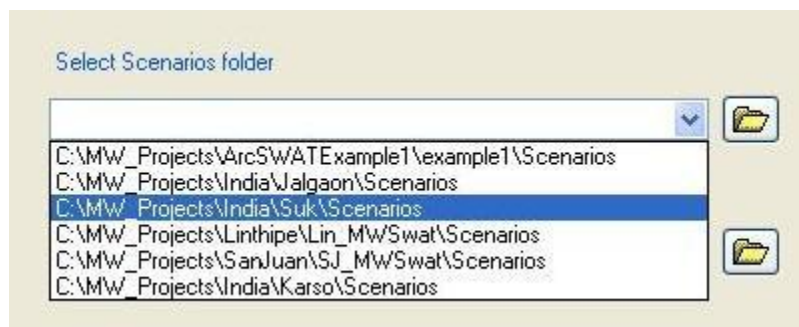 Select Scenarios folder
C:\MW_Projects\ArcSWATExample1\example1\Scenarios
C:\MW_Projects\India\Jalgaon\Scenarios
C:\MW_Projects\India\Suk\Scenarios
C:\MW_Projects\Linthipe\Lin_MWSwat\Scenarios
C:\MW_Projects\SanJuan\SJ_MWSwat\Scenarios
C:\MW_Projects\India\Karso\Scenarios